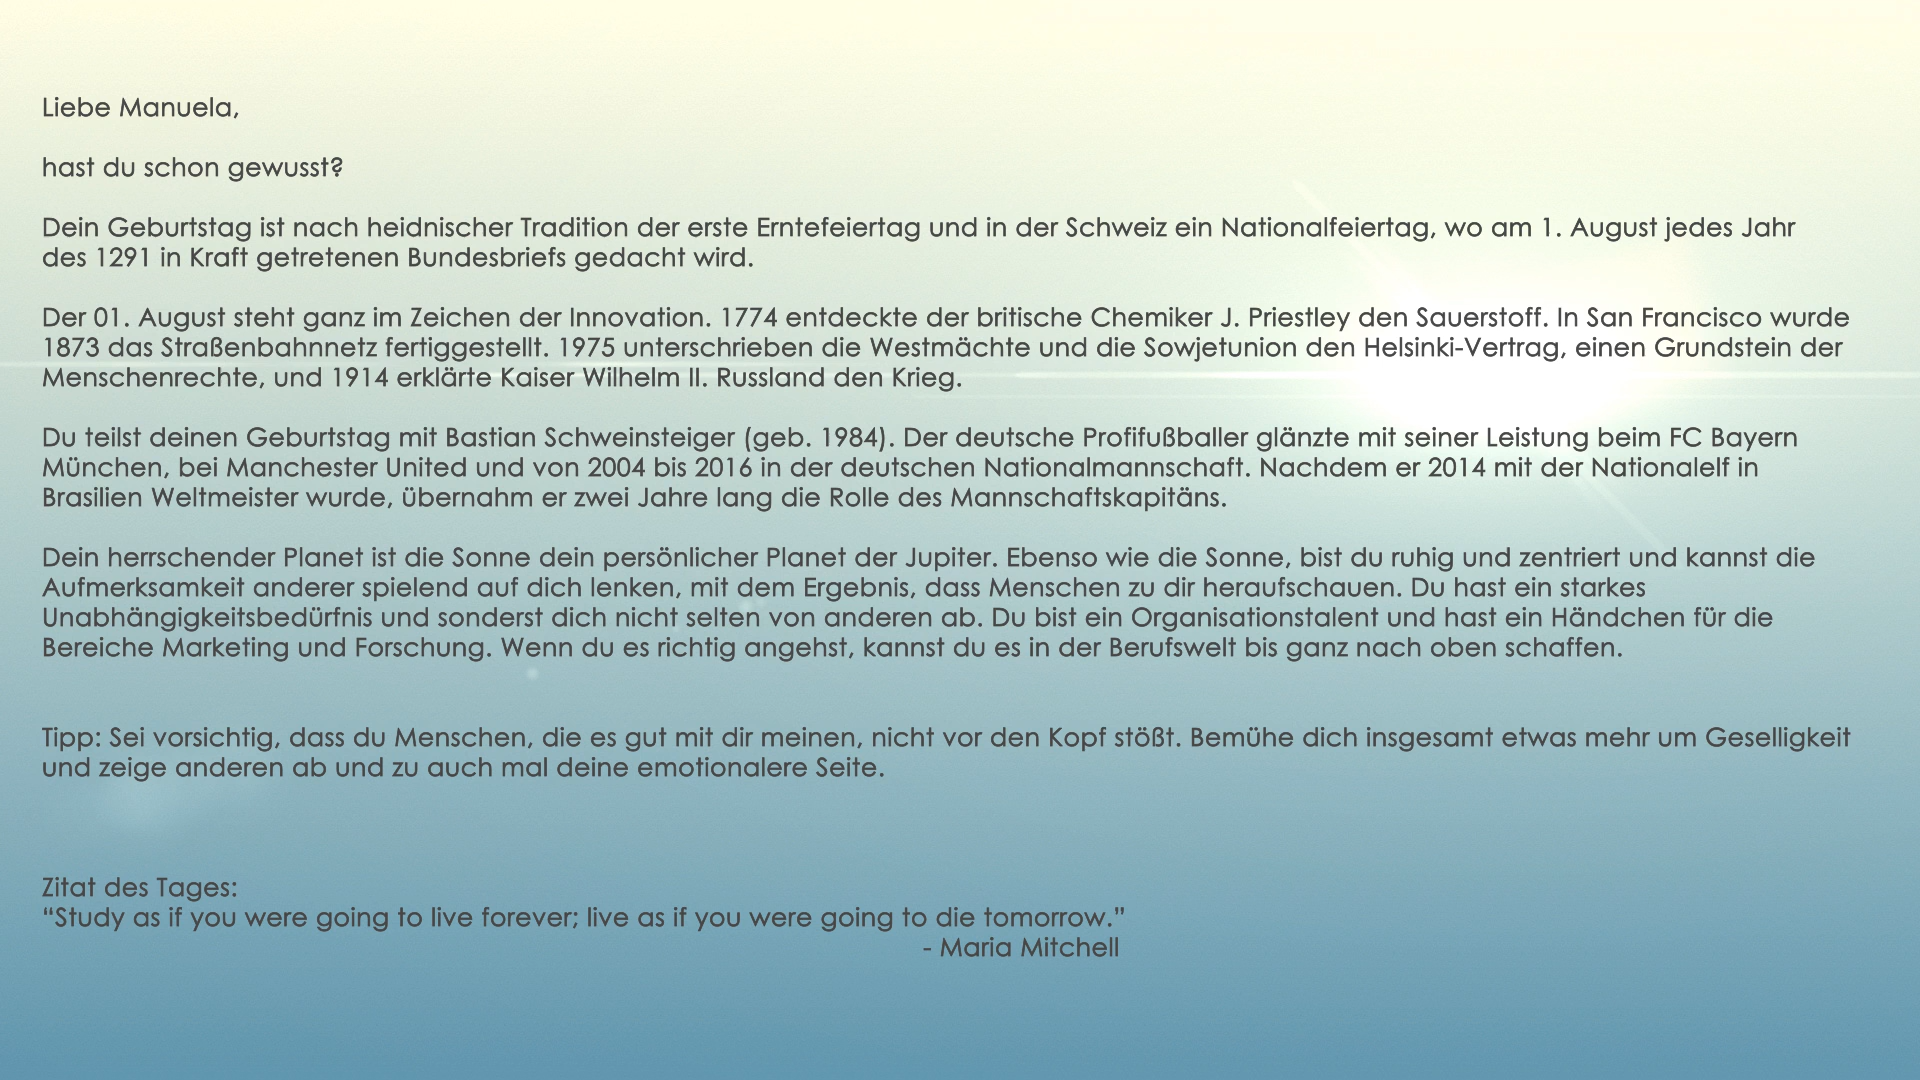 Liebe Manuela,
hast du schon gewusst?
Dein Geburtstag ist nach heidnischer Tradition der erste Erntefeiertag und in der Schweiz ein Nationalfeiertag, wo am 1. August jedes Jahr
des 1291 in Kraft getretenen Bundesbriefs gedacht wird.
Der 01. August steht ganz im Zeichen der Innovation. 1774 entdeckte der britische Chemiker J. Priestley den Sauerstoff. In San Francisco wurde
1873 das Straßenbahnnetz fertiggestellt. 1975 unterschrieben die Westmächte und die Sowjetunion den Helsinki-Vertrag, einen Grundstein der
Menschenrechte, und 1914 erklärte Kaiser Wilhelm II. Russland den Krieg.
Du teilst deinen Geburtstag mit Bastian Schweinsteiger (geb. 1984). Der deutsche Profifußballer glänzte mit seiner Leistung beim FC Bayern
München, bei Manchester United und von 2004 bis 2016 in der deutschen Nationalmannschaft. Nachdem er 2014 mit der Nationalelf in
Brasilien Weltmeister wurde, übernahm er zwei Jahre lang die Rolle des Mannschaftskapitäns.
Dein herrschender Planet ist die Sonne dein persönlicher Planet der Jupiter. Ebenso wie die Sonne, bist du ruhig und zentriert und kannst die
Aufmerksamkeit anderer spielend auf dich lenken, mit dem Ergebnis, dass Menschen zu dir heraufschauen. Du hast ein starkes
Unabhängigkeitsbedürfnis und sonderst dich nicht selten von anderen ab. Du bist ein Organisationstalent und hast ein Händchen für die
Bereiche Marketing und Forschung. Wenn du es richtig angehst, kannst du es in der Berufswelt bis ganz nach oben schaffen.
Tipp: Sei vorsichtig, dass du Menschen, die es gut mit dir meinen, nicht vor den Kopf stößt. Bemühe dich insgesamt etwas mehr um Geselligkeit
und zeige anderen ab und zu auch mal deine emotionalere Seite.
Zitat des Tages:
“Study as if you were going to live forever; live as if you were going to die tomorrow.”
- Maria Mitchell